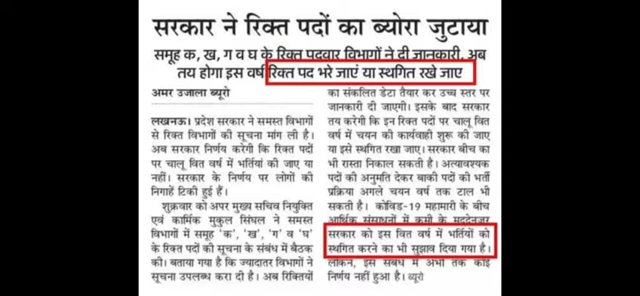 सरकार ने रिक्त पदों का ब्योरा जुटाया
समूह क, ख, ग व घ के रिक्त पदवार विभागों ने दी जानकारी, अब
तय होगा इस वर्ष रिक्त पद भरे जाएं या स्थगित रखे जाए
अमर उजाला ब्यूरो
लखनऊ। प्रदेश सरकार ने समस्त विभागों
से रिक्त विभागों की सूचना मांग ली है।
अब सरकार निर्णय करेगी कि रिक्त पदों
पर चालू वित्त वर्ष में भर्तियों की जाए या
नहीं। सरकार के निर्णय पर लोगों की
निगाहें टिकी हुई हैं।
शुक्रवार को अपर मुख्य सचिव नियुक्ति
एवं कार्मिक मुकुल सिंघल ने समस्त
विभागों में समूह 'क', 'ख', 'ग' व 'घ'
के रिक्त पदों की सूचना के संबंध में बैठक
की। बताया गया है कि ज्यादातर विभागों ने
सूचना उपलब्ध करा दी है। अब रिक्तियों
का संकलित डेटा तैयार कर उच्च स्तर पर
जानकारी दी जाएगी। इसके बाद सरकार
तय करेगी कि इन रिक्त पदों पर चालू वित्त
वर्ष में चयन की कार्यवाही शुरू की जाए
या इसे स्थगित रखा जाए। सरकार बीच का
भी रास्ता निकाल सकती है। अत्यावश्यक
पदों की अनुमति देकर बाकी पदों की भर्ती
प्रक्रिया अगले चयन वर्ष तक टाल भी
सकती है। कोविड-19 महामारी के बीच
आर्थिक संसाधनों में कमी के मद्देनजर
सरकार को इस वित्त वर्ष में भर्तियों को
स्थगित करने का भी सुझाव दिया गया है।
लेकिन, इस संबंध में अभी तक कोई
निर्णय नहीं हुआ है। ब्यूरो